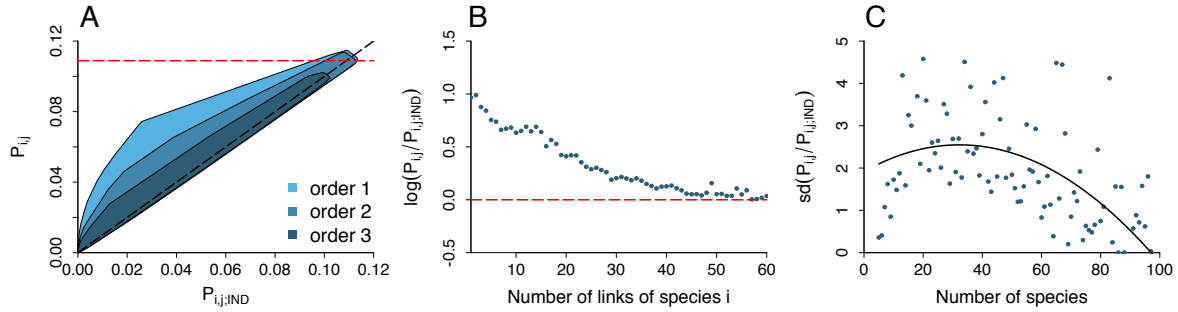 A
P_{i,j}
0.00
0.04
0.08
0.12
0.00
0.02
0.04
0.06
0.08
0.10
0.12
P_{i,j;IND}
order 1
order 2
order 3
B
log(P_{i,j}/P_{i,j;IND})
-0.5
0.0
0.5
1.0
1.5
10
20
30
40
50
60
Number of links of species i
C
sd(P_{i,j}/P_{i,j;IND})
0
1
2
3
4
5
0
20
40
60
80
100
Number of species